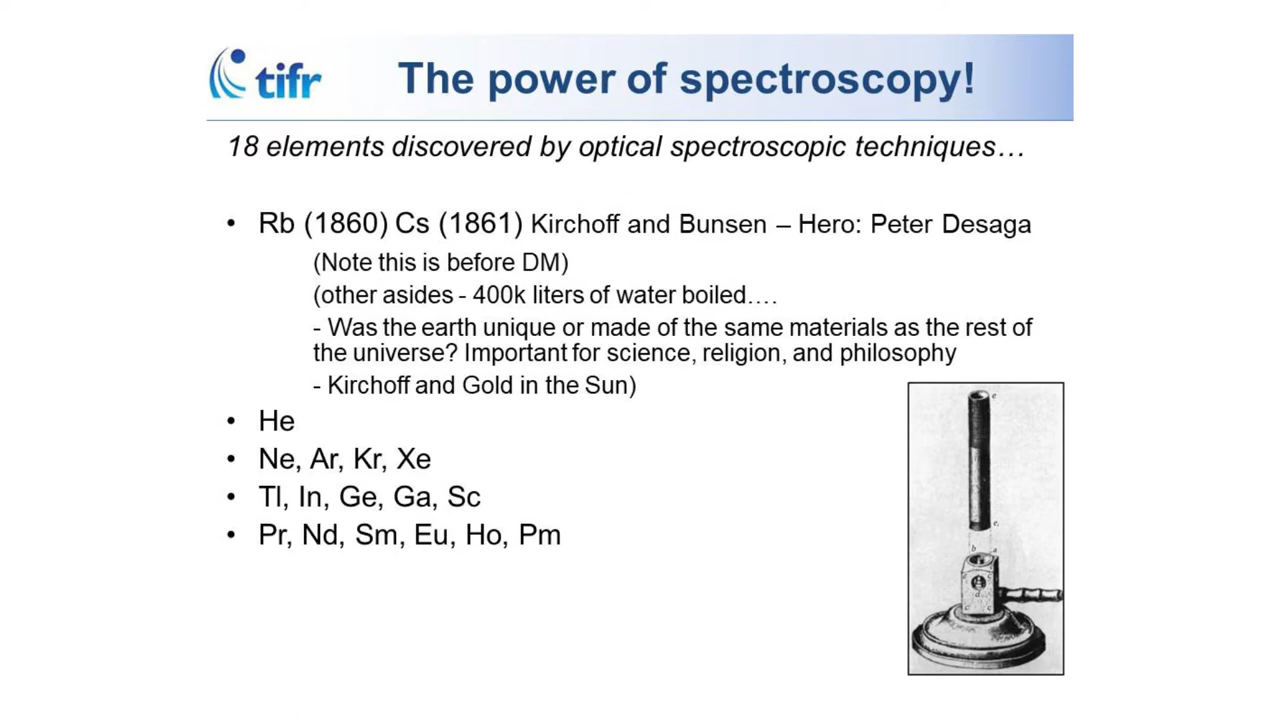 tifr
The power of spectroscopy!
18 elements discovered by optical spectroscopic techniques…
• Rb (1860) Cs (1861) Kirchoff and Bunsen – Hero: Peter Desaga
(Note this is before DM)
(other asides - 400k liters of water boiled….
- Was the earth unique or made of the same materials as the rest of
the universe? Important for science, religion, and philosophy
- Kirchoff and Gold in the Sun)
• He
• Ne, Ar, Kr, Xe
• Tl, In, Ge, Ga, Sc
• Pr, Nd, Sm, Eu, Ho, Pm